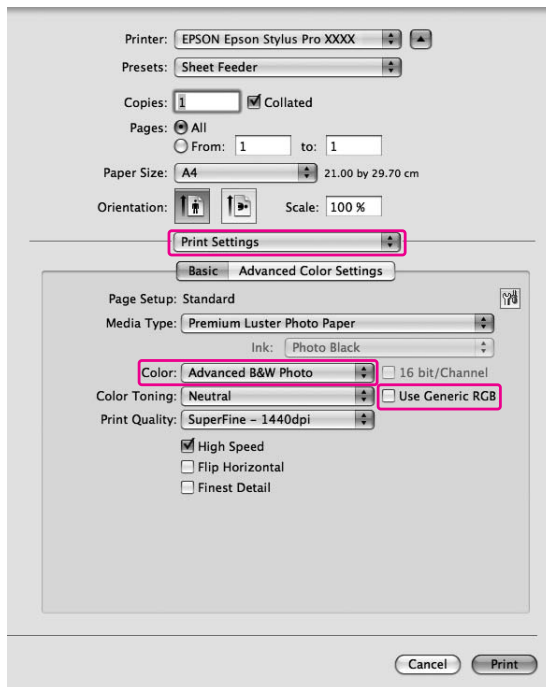 Printer: EPSON Epson Stylus Pro XXXX
Presets: Sheet Feeder
Copies: 1 Collated
Pages: All
From: 1 to: 1
Paper Size: A4 21.00 by 29.70 cm
Orientation: Scale: 100 %
Print Settings
Basic Advanced Color Settings
Page Setup: Standard
Media Type: Premium Luster Photo Paper
Ink: Photo Black
Color: Advanced B&W Photo 16 bit/Channel
Color Toning: Neutral Use Generic RGB
Print Quality: SuperFine – 1440dpi
High Speed
Flip Horizontal
Finest Detail
Cancel Print